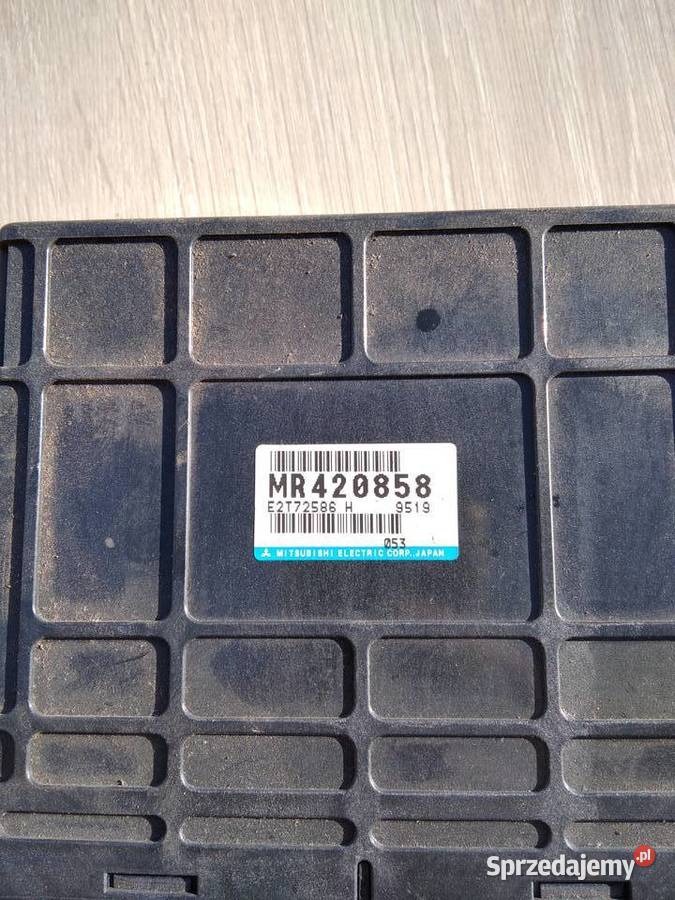 MR420858
E2T72586 H 9519
053
MITSUBISHI ELECTRIC CORP., JAPAN
Sprzedajemy.pl